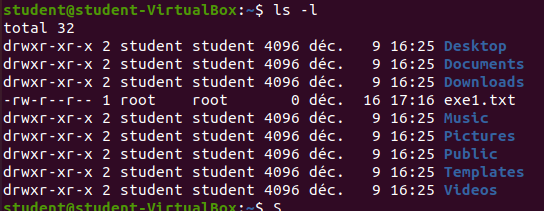 student@student-VirtualBox:~$ ls -l
total 32
drwxr-xr-x 2 student student 4096 déc.   9 16:25 Desktop
drwxr-xr-x 2 student student 4096 déc.   9 16:25 Documents
drwxr-xr-x 2 student student 4096 déc.   9 16:25 Downloads
-rw-r--r-- 1 root    root       0 déc.  16 17:16 exe1.txt
drwxr-xr-x 2 student student 4096 déc.   9 16:25 Music
drwxr-xr-x 2 student student 4096 déc.   9 16:25 Pictures
drwxr-xr-x 2 student student 4096 déc.   9 16:25 Public
drwxr-xr-x 2 student student 4096 déc.   9 16:25 Templates
drwxr-xr-x 2 student student 4096 déc.   9 16:25 Videos
student@student-VirtualBox:~$ S